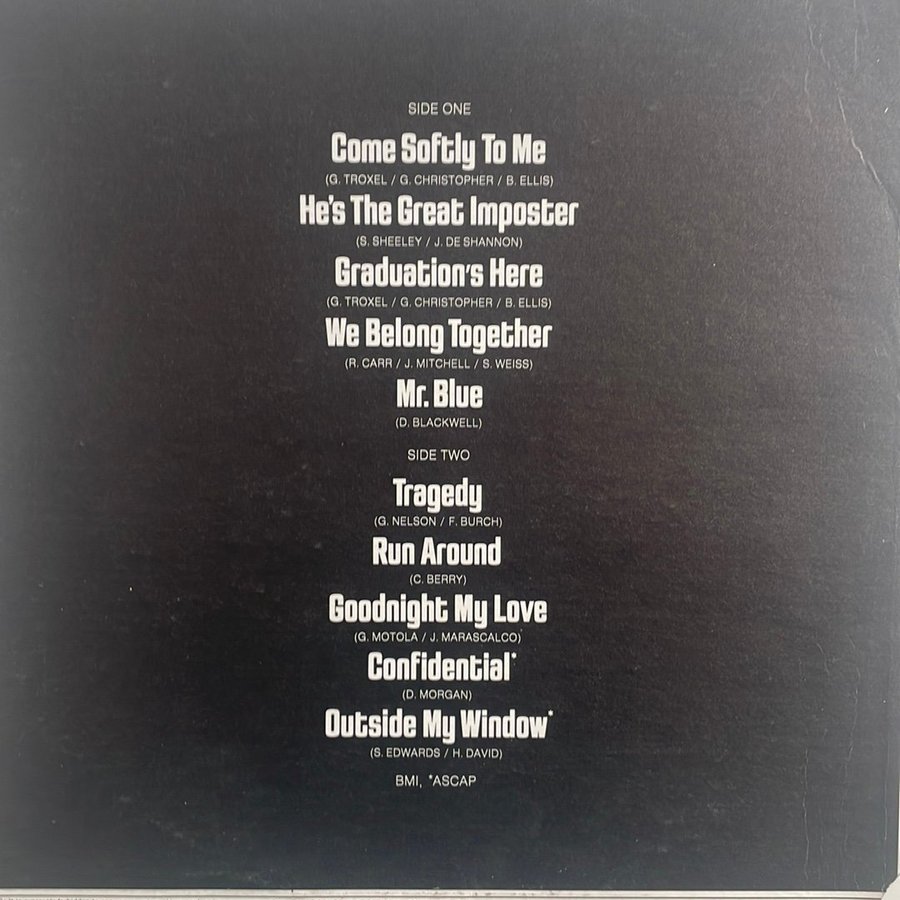 SIDE ONE
Come Softly To Me
(G. TROXEL / G. CHRISTOPHER / B. ELLIS)
He's The Great Imposter
(S. SHEELEY / J. DE SHANNON)
Graduation's Here
(G. TROXEL / G. CHRISTOPHER / B. ELLIS)
We Belong Together
(R. CARR / J. MITCHELL / S. WEISS)
Mr. Blue
(D. BLACKWELL)
SIDE TWO
Tragedy
(G. NELSON / F. BURCH)
Run Around
(C. BERRY)
Goodnight My Love
(G. MOTOLA / J. MARASCALCO)
Confidential*
(D. MORGAN)
Outside My Window*
(S. EDWARDS / H. DAVID)
BMI, *ASCAP